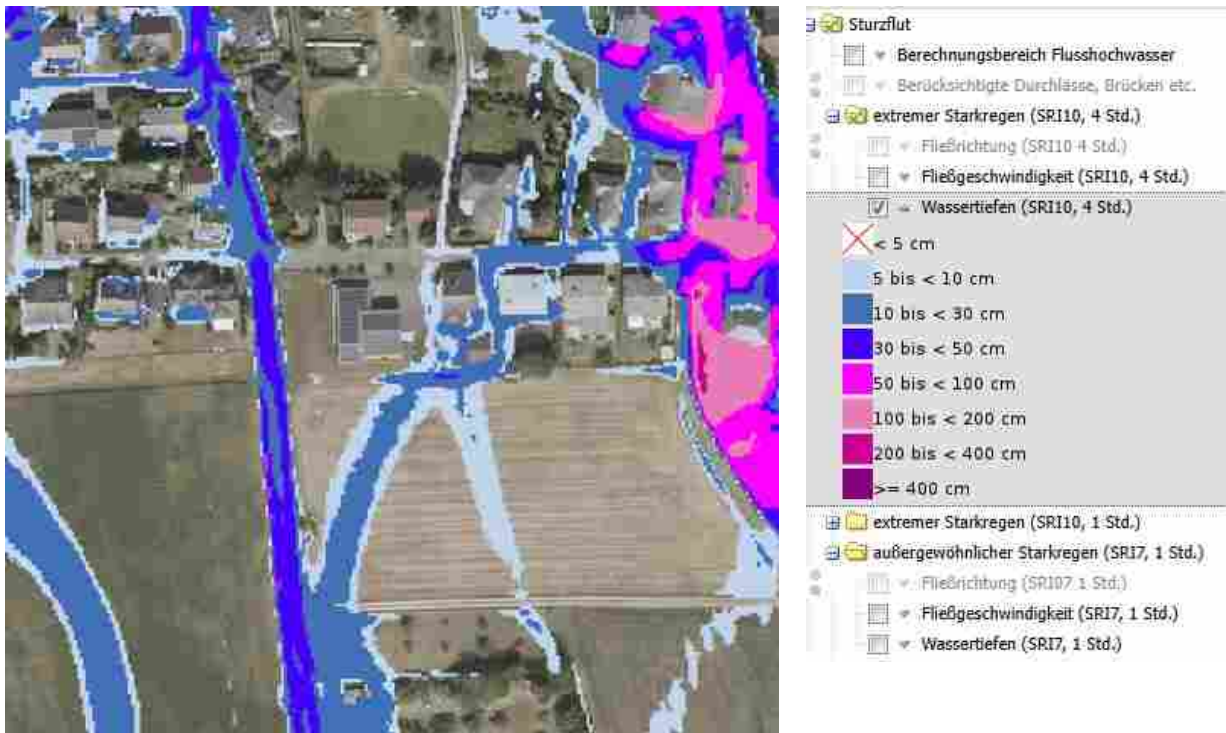 Sturzflut
Berechnungsbereich Flusshochwasser
Berücksichtigte Durchlässe, Brücken etc.
extremer Starkregen (SRI10, 4 Std.)
Fließrichtung (SRI10 4 Std.)
Fließgeschwindigkeit (SRI10, 4 Std.)
Wassertiefen (SRI10, 4 Std.)
< 5 cm
5 bis < 10 cm
10 bis < 30 cm
30 bis < 50 cm
50 bis < 100 cm
100 bis < 200 cm
200 bis < 400 cm
>= 400 cm
extremer Starkregen (SRI10, 1 Std.)
außergewöhnlicher Starkregen (SRI7, 1 Std.)
Fließrichtung (SRI07 1 Std.)
Fließgeschwindigkeit (SRI7, 1 Std.)
Wassertiefen (SRI7, 1 Std.)